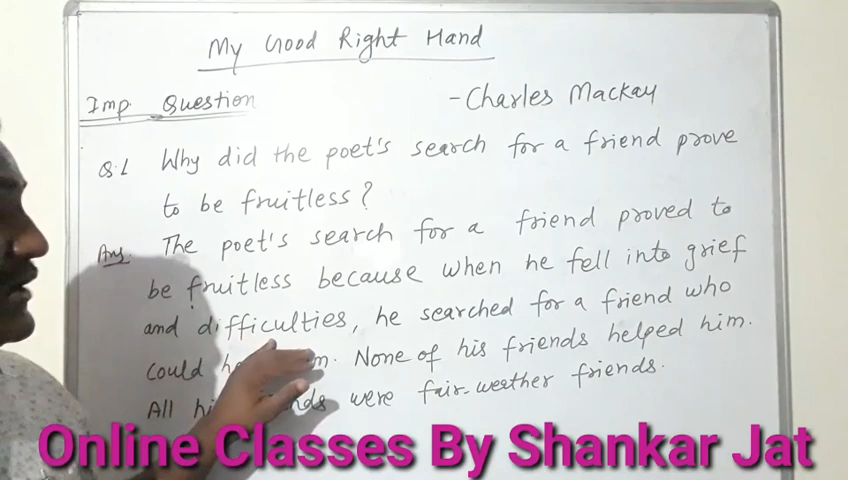 My Good Right Hand
Imp. Question
- Charles Mackay
Q.1 Why did the poet's search for a friend prove
to be fruitless?
Ans. The poet's search for a friend proved to
be fruitless because when he fell into grief
and difficulties, he searched for a friend who
could him. None of his friends helped him.
All were fair-weather friends.
Online Classes By Shankar Jat